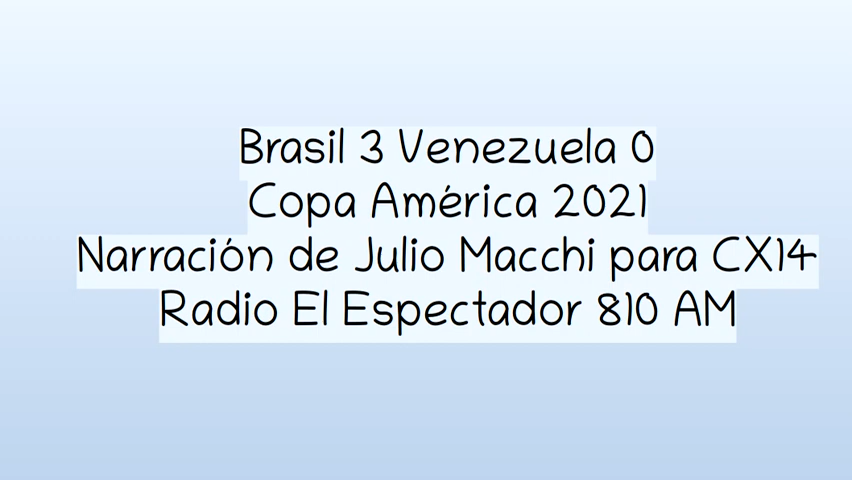 Brasil 3 Venezuela 0
Copa América 2021
Narración de Julio Macchi para CX14
Radio El Espectador 810 AM